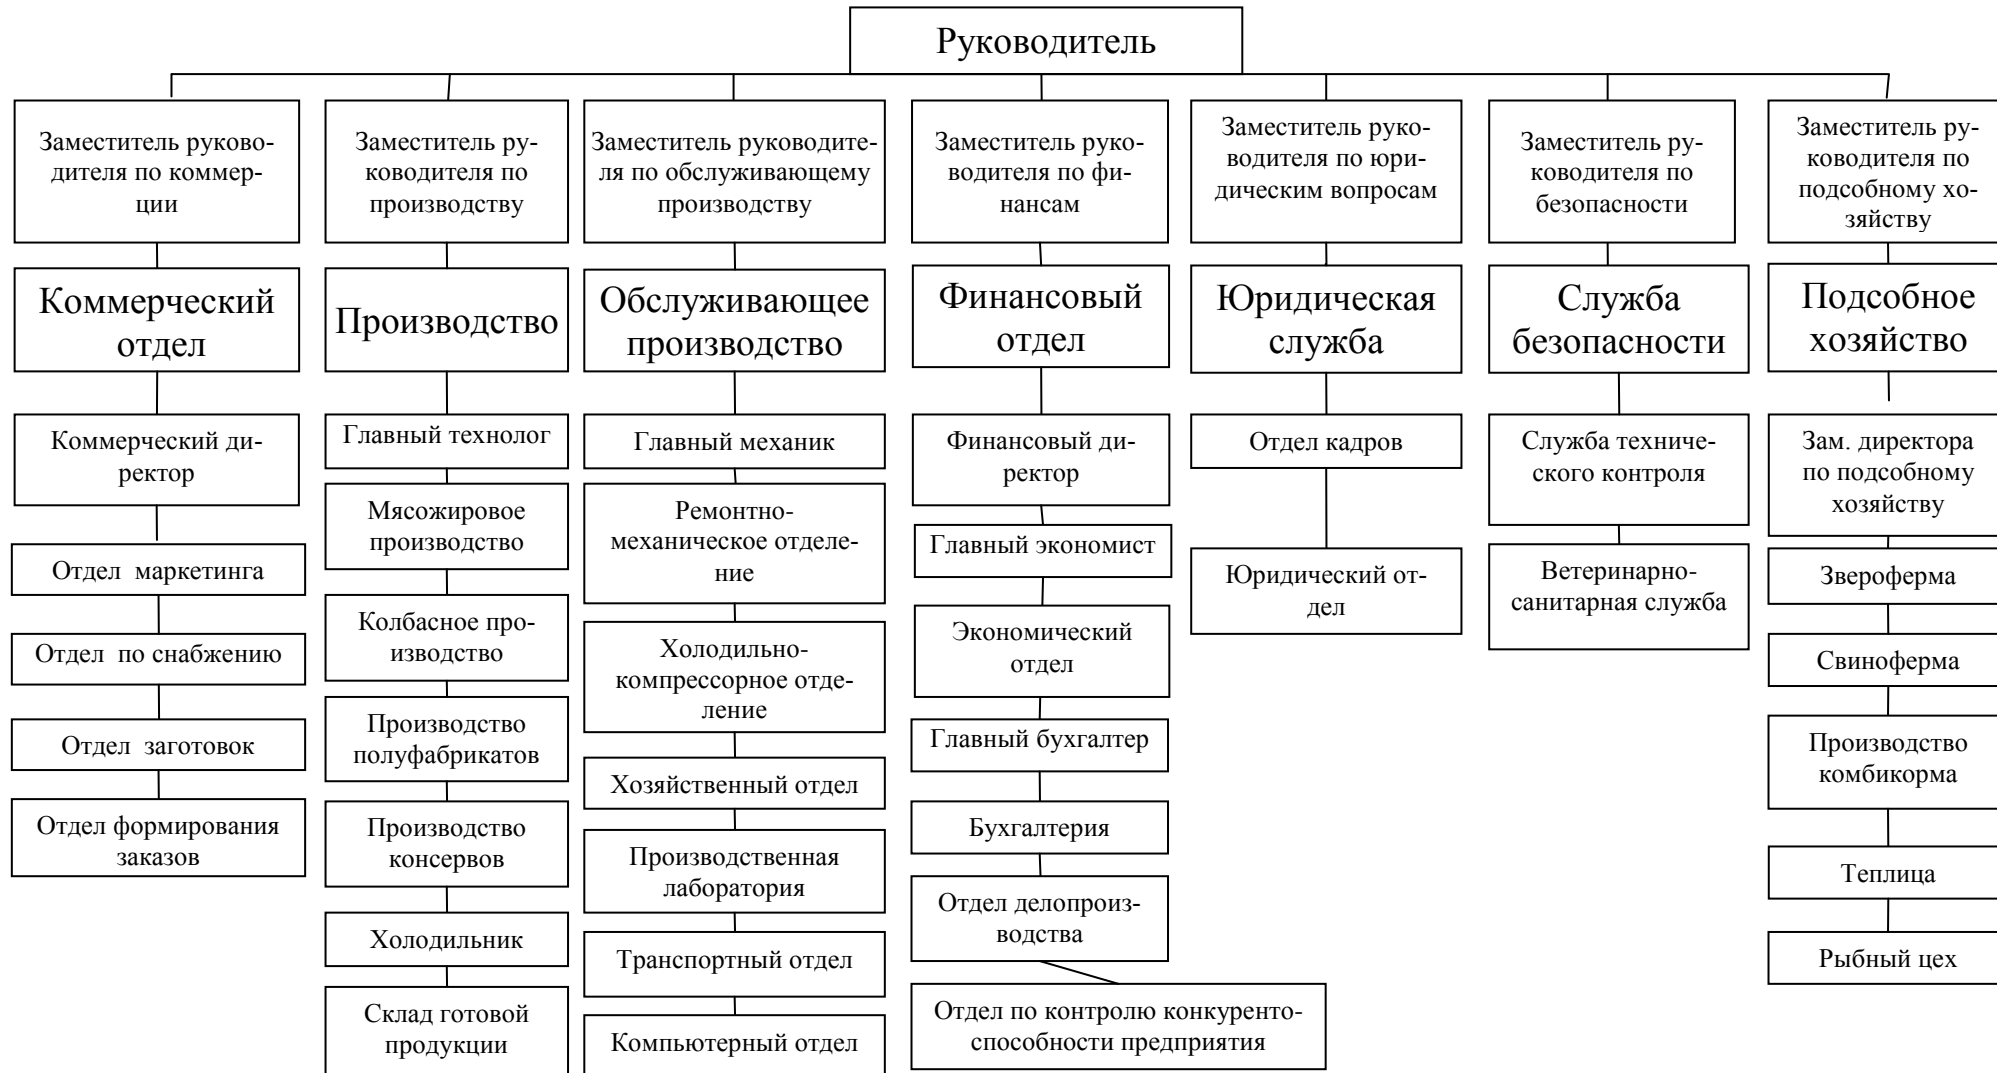 Руководитель
Заместитель руково-
дителя по коммер-
ции
Заместитель ру-
ководителя по
производству
Заместитель руководите-
ля по обслуживающему
производству
Заместитель руко-
водителя по фи-
нансам
Заместитель руко-
водителя по юри-
дическим вопросам
Заместитель ру-
ководителя по
безопасности
Заместитель ру-
ководителя по
подсобному хо-
зяйству
Коммерческий
отдел
Производство
Обслуживающее
производство
Финансовый
отдел
Юридическая
служба
Служба
безопасности
Подсобное
хозяйство
Коммерческий ди-
ректор
Отдел маркетинга
Отдел по снабжению
Отдел заготовок
Отдел формирования
заказов
Главный технолог
Мясожировое
производство
Колбасное про-
изводство
Производство
полуфабрикатов
Производство
консервов
Холодильник
Склад готовой
продукции
Главный механик
Ремонтно-
механическое отделе-
ние
Холодильно-
компрессорное отде-
ление
Хозяйственный отдел
Производственная
лаборатория
Транспортный отдел
Компьютерный отдел
Финансовый ди-
ректор
Главный экономист
Экономический
отдел
Главный бухгалтер
Бухгалтерия
Отдел делопроиз-
водства
Отдел по контролю конкуренто-
способности предприятия
Отдел кадров
Юридический от-
дел
Служба техниче-
ского контроля
Ветеринарно-
санитарная служба
Зам. директора
по подсобному
хозяйству
Звероферма
Свиноферма
Производство
комбикорма
Теплица
Рыбный цех